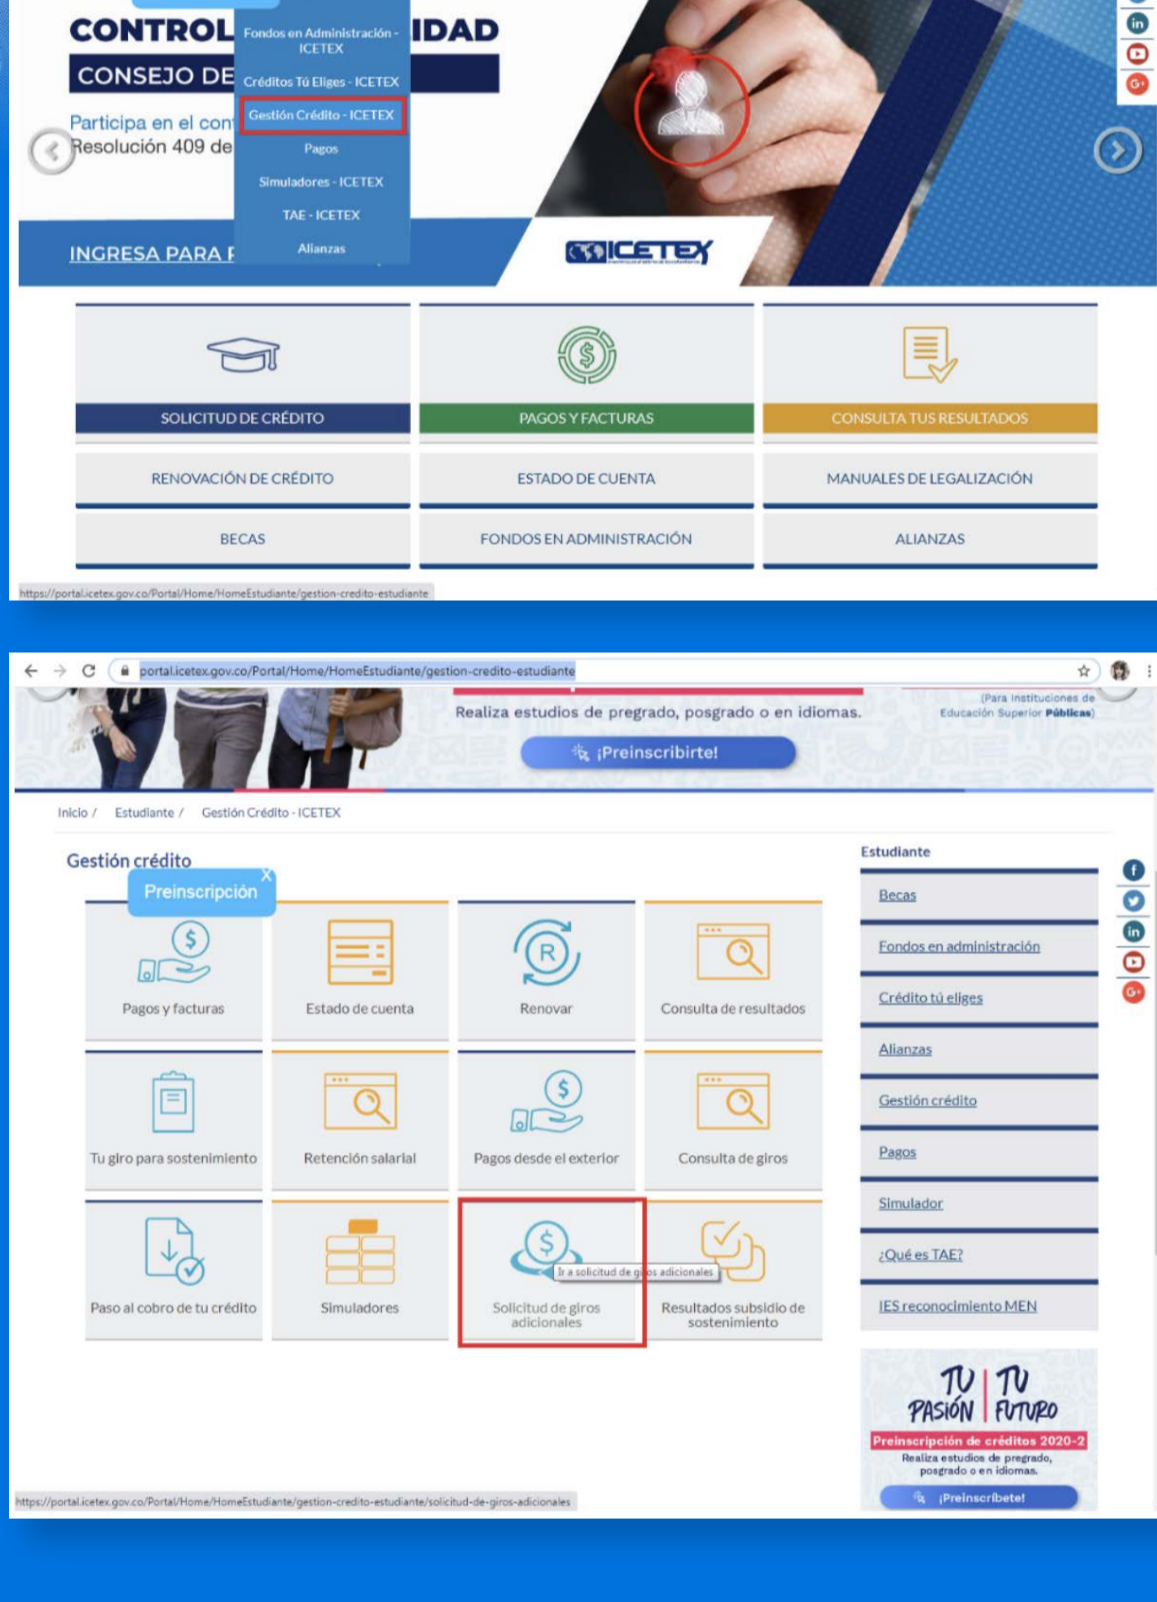 CONTROL
IDAD
CONSEJO DE
Participa en el con
Resolución 409 de
INGRESA PARA
Fondos en Administración -
ICETEX
Créditos Tú Eliges - ICETEX
Gestión Crédito - ICETEX
Pagos
Simuladores - ICETEX
TAE - ICETEX
Alianzas
ICETEX
in
G+
SOLICITUD DE CRÉDITO
PAGOS Y FACTURAS
CONSULTA TUS RESULTADOS
RENOVACIÓN DE CRÉDITO
ESTADO DE CUENTA
MANUALES DE LEGALIZACIÓN
BECAS
FONDOS EN ADMINISTRACIÓN
ALIANZAS
https://portal.icetex.gov.co/Portal/Home/HomeEstudiante/gestion-credito-estudiante
portal.icetex.gov.co/Portal/Home/HomeEstudiante/gestion-credito-estudiante
Realiza estudios de pregrado, posgrado o en idiomas.
¡Preinscribirte!
(Para Instituciones de
Educación Superior Públicas)
Inicio / Estudiante / Gestión Crédito - ICETEX
Gestión crédito
Preinscripción
X
Pagos y facturas
Estado de cuenta
R
Renovar
Consulta de resultados
Tu giro para sostenimiento
Retención salarial
Pagos desde el exterior
Consulta de giros
Paso al cobro de tu crédito
Simuladores
Ir a solicitud de giros adicionales
Solicitud de giros
adicionales
Resultados subsidio de
sostenimiento
Estudiante
Becas
Fondos en administración
Crédito tú eliges
Alianzas
Gestión crédito
Pagos
Simulador
¿Qué es TAE?
IES reconocimiento MEN
f
in
G+
TU PASIÓN | TU FUTURO
Preinscripción de créditos 2020-2
Realiza estudios de pregrado,
posgrado o en idiomas.
¡Preinscríbete!
https://portal.icetex.gov.co/Portal/Home/HomeEstudiante/gestion-credito-estudiante/solicitud-de-giros-adicionales